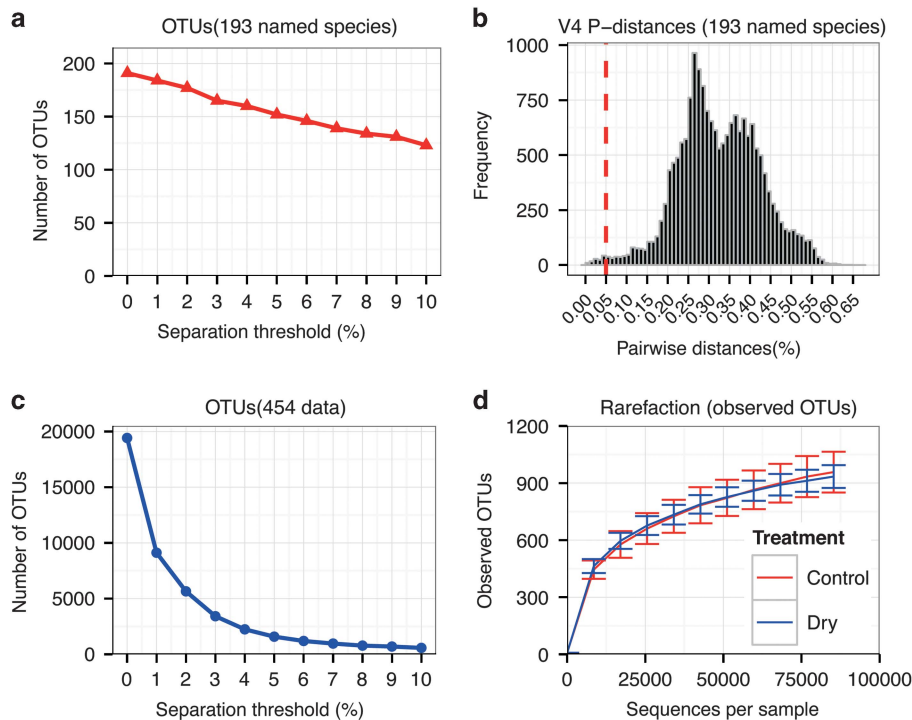 a
OTUs(193 named species)
200
150
100
50
0
Number of OTUs
0 1 2 3 4 5 6 7 8 9 10
Separation threshold (%)
b
V4 P-distances (193 named species)
1000
750
500
250
0
Frequency
0.00 0.05 0.10 0.15 0.20 0.25 0.30 0.35 0.40 0.45 0.50 0.55 0.60 0.65
Pairwise distances(%)
c
OTUs(454 data)
20000
15000
10000
5000
0
Number of OTUs
0 1 2 3 4 5 6 7 8 9 10
Separation threshold (%)
d
Rarefaction (observed OTUs)
1200
900
600
300
0
Observed OTUs
Treatment
Control
Dry
0 25000 50000 75000 100000
Sequences per sample